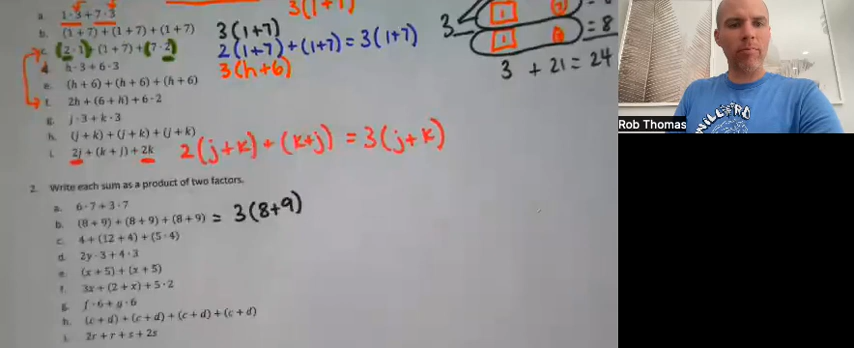 a. 1·3 + 7·3 3(1+7)
b. (1 + 7) + (1 + 7) + (1 + 7) 3(1+7)
c. (2·1) + (1 + 7) + (7·2) 2(1+7)+(1+7)=3(1+7)
d. h·3 + 6·3 3(h+6)
e. (h + 6) + (h + 6) + (h + 6)
f. 2h + (6 + h) + 6·2
g. j·3 + k·3
h. (j + k) + (j + k) + (j + k)
i. 2j + (k + j) + 2k 2(j+k)+(k+j)=3(j+k)
3
1
1
= 8
3 + 21 = 24
2. Write each sum as a product of two factors.
a. 6·7 + 3·7
b. (8 + 9) + (8 + 9) + (8 + 9) = 3(8+9)
c. 4 + (12 + 4) + (5·4)
d. 2y·3 + 4·3
e. (x + 5) + (x + 5)
f. 3x + (2 + x) + 5·2
g. f·6 + g·6
h. (c + d) + (c + d) + (c + d) + (c + d)
i. 2r + r + s + 2s
Rob Thomas